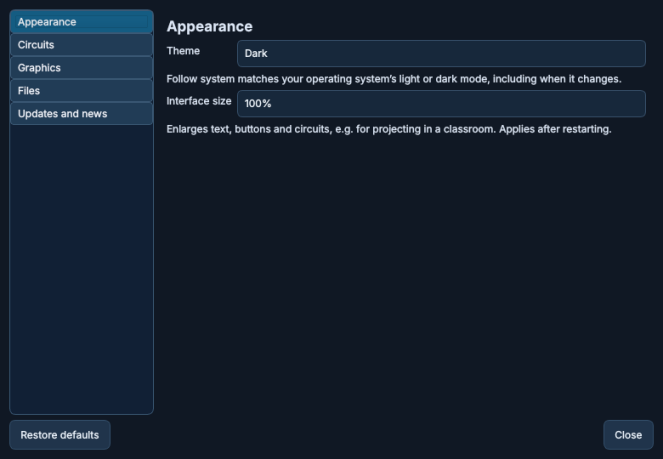 Appearance
Circuits
Graphics
Files
Updates and news
Appearance
Theme
Dark
Follow system matches your operating system’s light or dark mode, including when it changes.
Interface size
100%
Enlarges text, buttons and circuits, e.g. for projecting in a classroom. Applies after restarting.
Restore defaults
Close